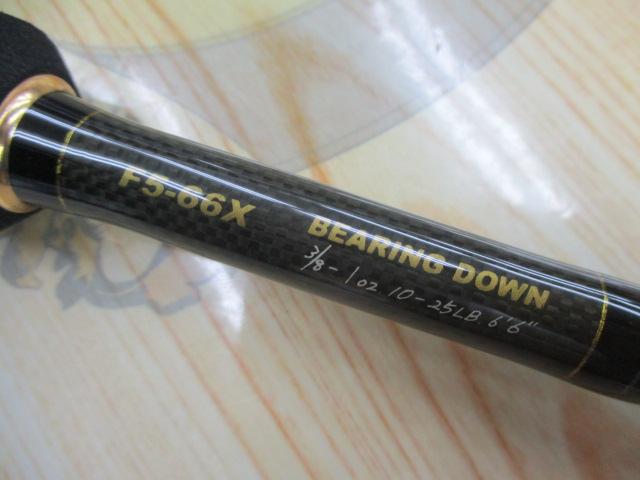 F5-66X BEARING DOWN
3/8-1oz 10-25LB. 6'6"